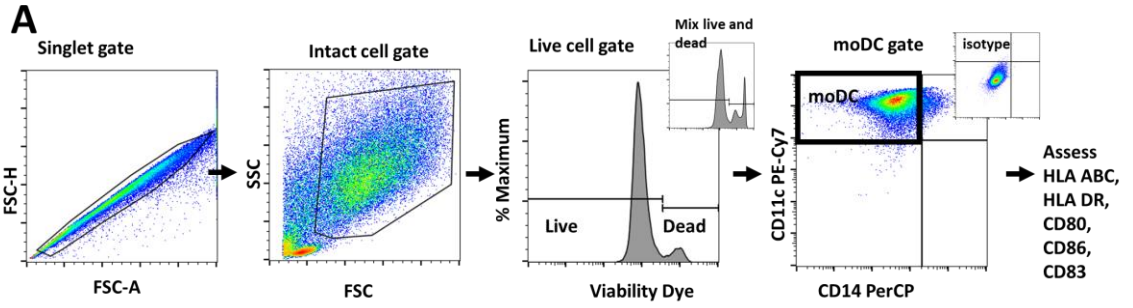 A
Singlet gate
FSC-H
FSC-A
Intact cell gate
SSC
FSC
Live cell gate
Mix live and
dead
% Maximum
Live
Dead
Viability Dye
moDC gate
isotype
moDC
CD11c PE-Cy7
CD14 PerCP
Assess
HLA ABC,
HLA DR,
CD80,
CD86,
CD83